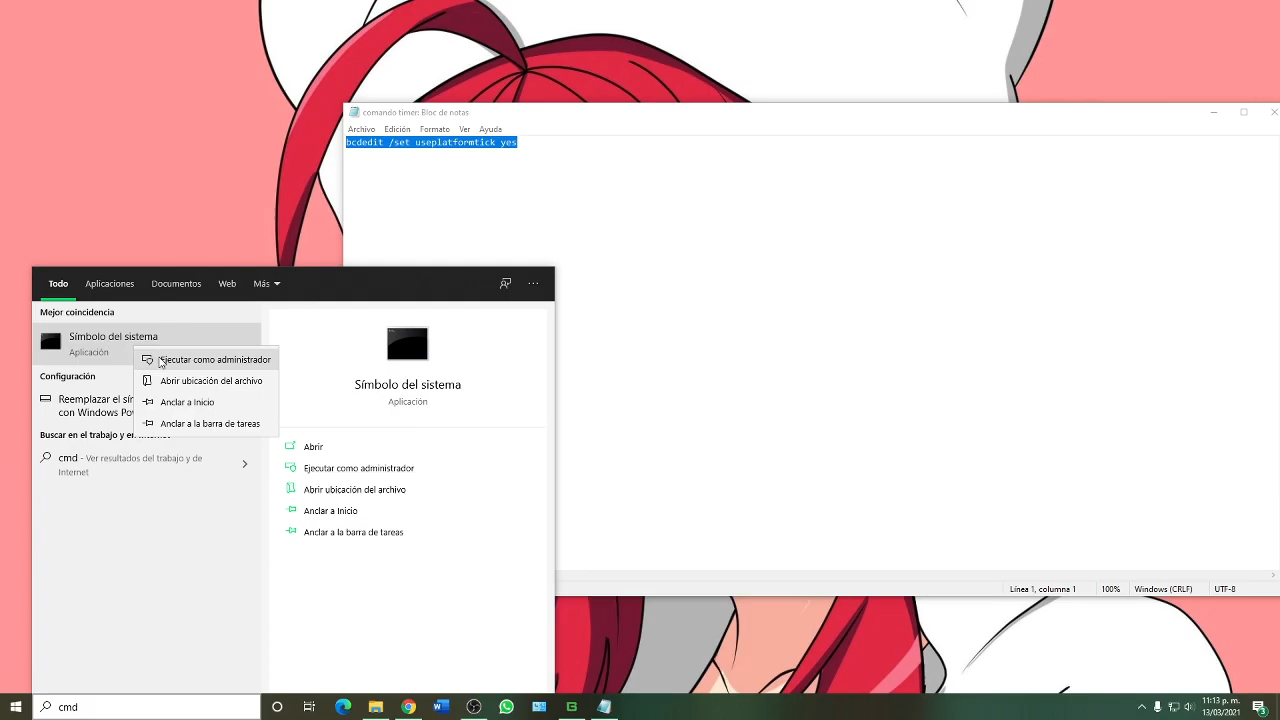 comando timer: Bloc de notas
Archivo Edición Formato Ver Ayuda
bcdedit /set useplatformtick yes
Todo Aplicaciones Documentos Web Más
Mejor coincidencia
Símbolo del sistema
Aplicación
Ejecutar como administrador
Abrir ubicación del archivo
Anclar a Inicio
Anclar a la barra de tareas
Configuración
Reemplazar el
con Windows
Buscar en el trabajo y en
cmd - Ver resultados del trabajo y de
Internet
Símbolo del sistema
Aplicación
Abrir
Ejecutar como administrador
Abrir ubicación del archivo
Anclar a Inicio
Anclar a la barra de tareas
Línea 1, columna 1 100% Windows (CRLF) UTF-8
cmd
11:13 p. m.
13/03/2021